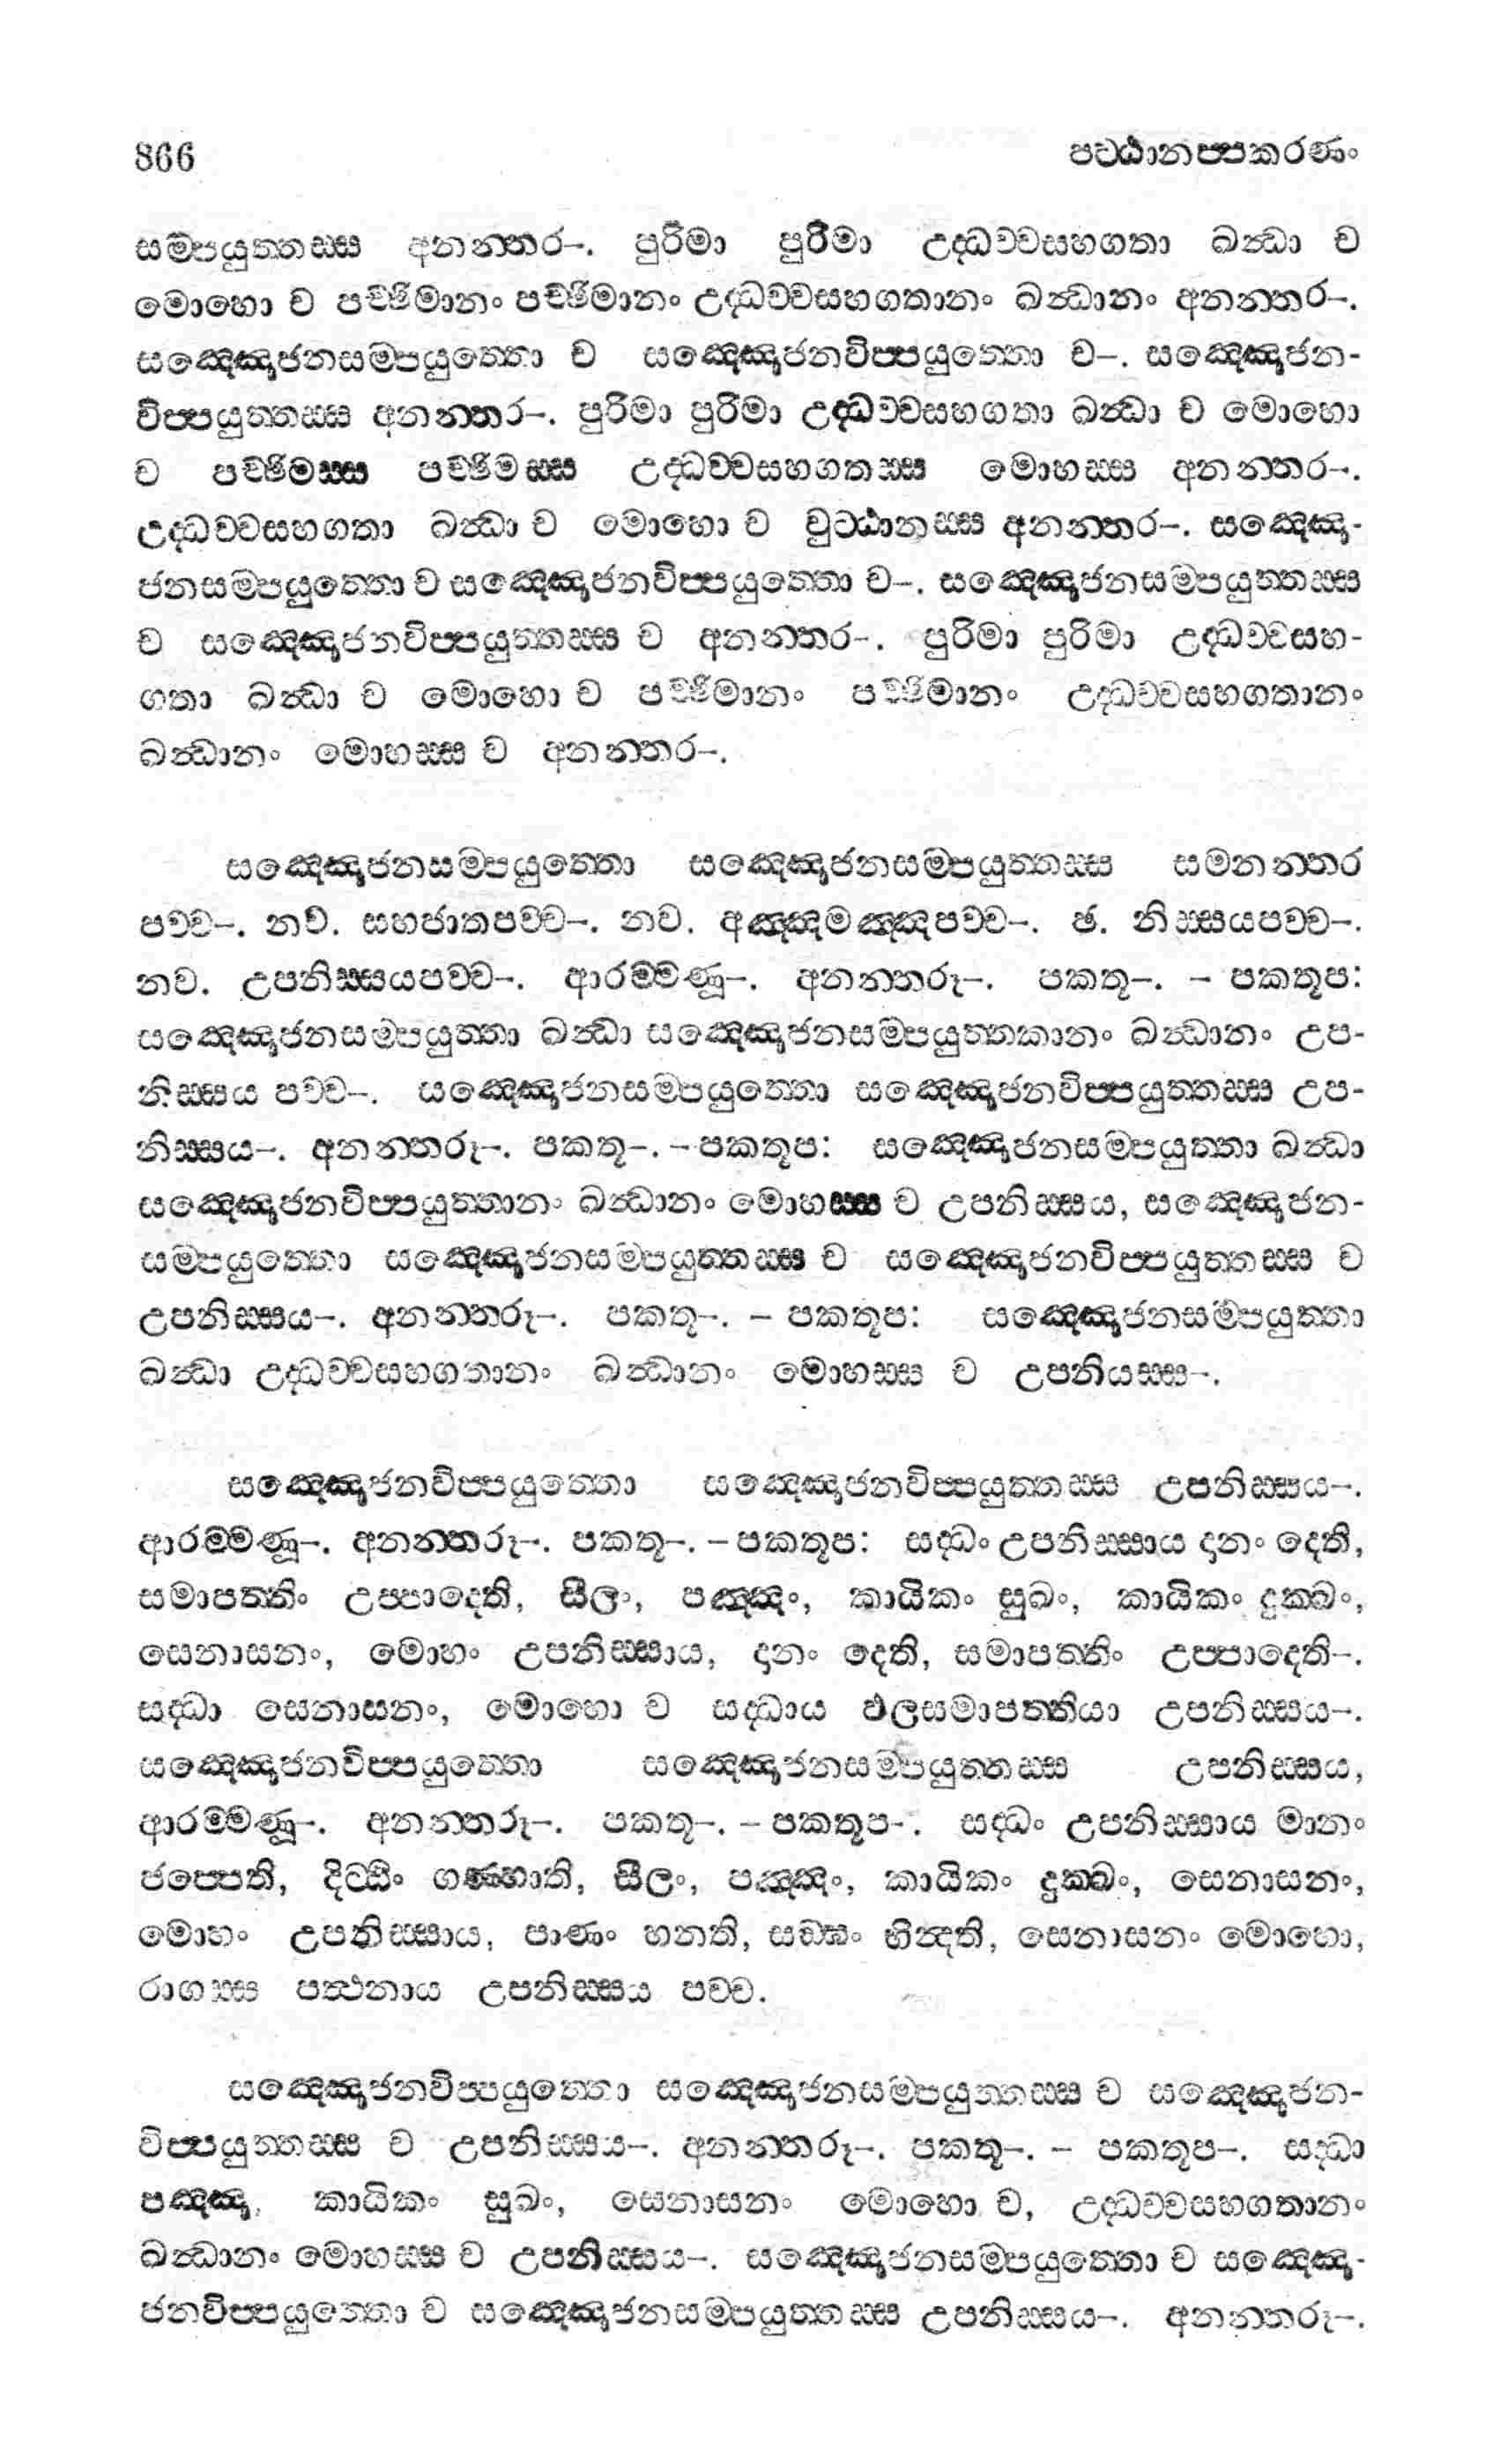 866 පට්ඨානප්පකරණං
සම්පයුත්තස්ස අනන්තර–. පුරිමා පුරිමා උද්ධච්චසහගතා ඛන්ධා ච
මොහො ච පච්ඡිමානං පච්ඡිමානං උද්ධච්චසහගතානං ඛන්ධානං අනන්තර–.
සඤ්ඤොජනසම්පයුත්තො ච සඤ්ඤොජනවිප්පයුත්තො ච–. සඤ්ඤොජන-
විප්පයුත්තස්ස අනන්තර–. පුරිමා පුරිමා උද්ධච්චසහගතා ඛන්ධා ච මොහො
ච පච්ඡිමස්ස පච්ඡිමස්ස උද්ධච්චසහගතස්ස මොහස්ස අනන්තර–.
උද්ධච්චසහගතා ඛන්ධා ච මොහො ච වුට්ඨානස්ස අනන්තර–. සඤ්ඤො-
ජනසම්පයුත්තො ච සඤ්ඤොජනවිප්පයුත්තො ච–. සඤ්ඤොජනසම්පයුත්තස්ස
ච සඤ්ඤොජනවිප්පයුත්තස්ස ච අනන්තර–. පුරිමා පුරිමා උද්ධච්චසහ-
ගතා ඛන්ධා ච මොහො ච පච්ඡිමානං පච්ඡිමානං උද්ධච්චසහගතානං
ඛන්ධානං මොහස්ස ච අනන්තර–.
සඤ්ඤොජනසම්පයුත්තො සඤ්ඤොජනසම්පයුත්තස්ස සමනන්තර
පච්ච–. නව. සහජාතපච්ච–. නව. අඤ්ඤමඤ්ඤපච්ච–. ඡ. නිස්සයපච්ච–.
නව. උපනිස්සයපච්ච–. ආරම්මණූ–. අනන්තරූ–. පකතූ–. – පකතූප:
සඤ්ඤොජනසම්පයුත්තා ඛන්ධා සඤ්ඤොජනසම්පයුත්තකානං ඛන්ධානං උප-
නිස්සය පච්ච–. සඤ්ඤොජනසම්පයුත්තො සඤ්ඤොජනවිප්පයුත්තස්ස උප-
නිස්සය–. අනන්තරූ–. පකතූ–. – පකතූප: සඤ්ඤොජනසම්පයුත්තා ඛන්ධා
සඤ්ඤොජනවිප්පයුත්තානං ඛන්ධානං මොහස්ස ච උපනිස්සය, සඤ්ඤොජන-
සම්පයුත්තො සඤ්ඤොජනසම්පයුත්තස්ස ච සඤ්ඤොජනවිප්පයුත්තස්ස ච
උපනිස්සය–. අනන්තරූ–. පකතූ–. – පකතූප: සඤ්ඤොජනසම්පයුත්තා
ඛන්ධා උද්ධච්චසහගතානං ඛන්ධානං මොහස්ස ච උපනියස්ස–.
සඤ්ඤොජනවිප්පයුත්තො සඤ්ඤොජනවිප්පයුත්තස්ස උපනිස්සය–.
ආරම්මණූ–. අනන්තරූ–. පකතූ–. – පකතූප: සද්ධං උපනිස්සාය දානං දෙති,
සමාපත්තිං උප්පාදෙති, සීලං, පඤ්ඤං, කායිකං සුඛං, කායිකං දුක්ඛං,
සෙනාසනං, මොහං උපනිස්සාය, දානං දෙති, සමාපත්තිං උප්පාදෙති–.
සද්ධා සෙනාසනං, මොහො ච සද්ධාය ඵලසමාපත්තියා උපනිස්සය–.
සඤ්ඤොජනවිප්පයුත්තො සඤ්ඤොජනසම්පයුත්තස්ස උපනිස්සය,
ආරම්මණූ–. අනන්තරූ–. පකතූ–. – පකතූප–. සද්ධං උපනිස්සාය මානං
ජප්පෙති, දිට්ඨිං ගණ්හාති, සීලං, පඤ්ඤං, කායිකං දුක්ඛං, සෙනාසනං,
මොහං උපනිස්සාය, පාණං හනති, සඞ්ඝං භින්දති, සෙනාසනං මොහො,
රාගස්ස පත්ථනාය උපනිස්සය පච්ච.
සඤ්ඤොජනවිප්පයුත්තො සඤ්ඤොජනසම්පයුත්තස්ස ච සඤ්ඤොජන-
විප්පයුත්තස්ස ච උපනිස්සය–. අනන්තරූ–. පකතූ–. – පකතූප–. සද්ධා
පඤ්ඤා, කායිකං සුඛං, සෙනාසනං මොහො ච, උද්ධච්චසහගතානං
ඛන්ධානං මොහස්ස ච උපනිස්සය–. සඤ්ඤොජනසම්පයුත්තො ච සඤ්ඤො-
ජනවිප්පයුත්තො ච සඤ්ඤොජනසම්පයුත්තස්ස උපනිස්සය–. අනන්තරූ–.